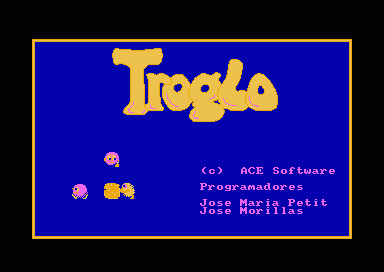 Troglo
(c) ACE Software
Programadores
Jose Maria Petit
Jose Morillas